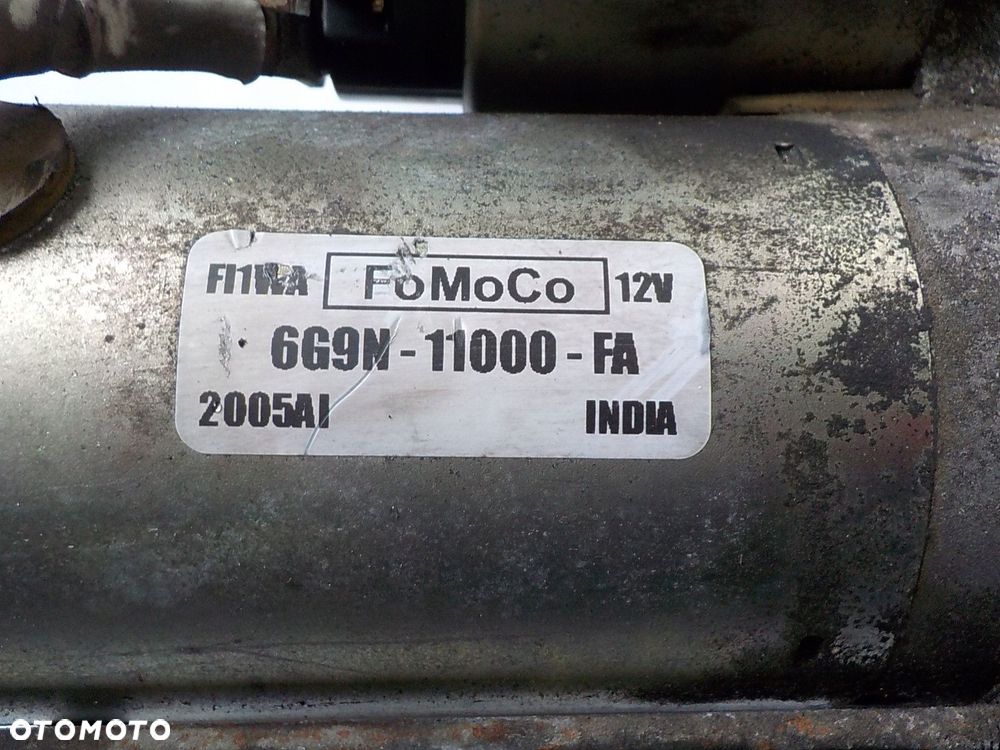 FI1WA FoMoCo 12V
6G9N - 11000 - FA
2005AI INDIA
OTOMOTO